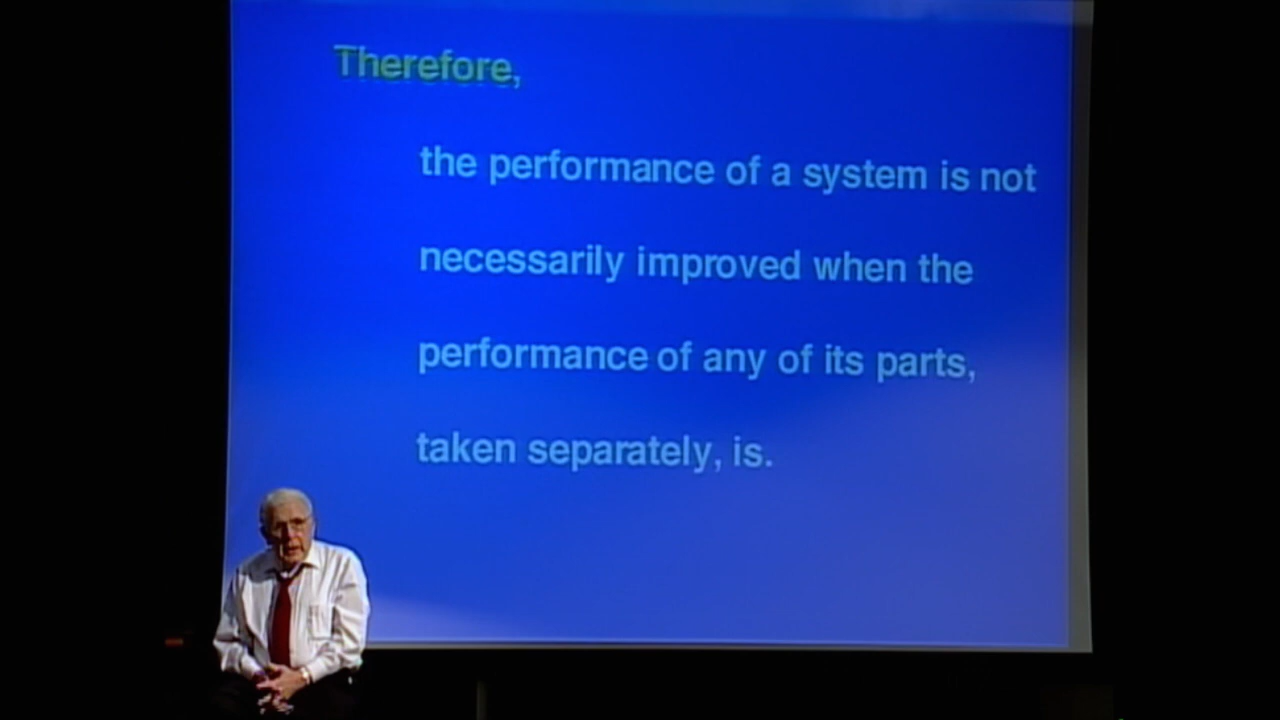 Therefore,
the performance of a system is not
necessarily improved when the
performance of any of its parts,
taken separately, is.